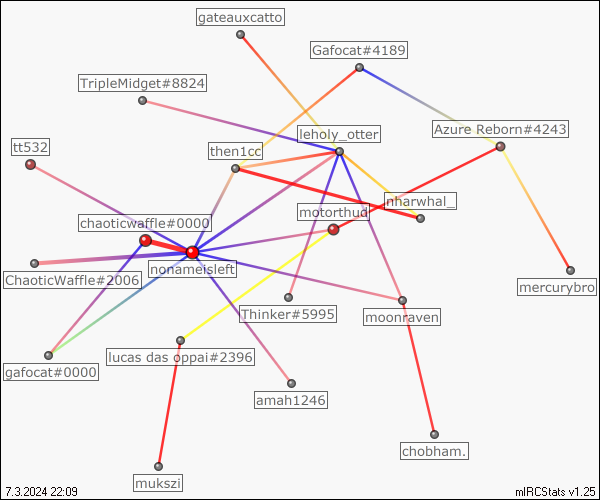 gateauxcatto
Gafocat#4189
TripleMidget#8824
leholy_otter
Azure Reborn#4243
tt532
then1cc
nharwhal_
chaoticwaffle#0000
motorthud
nonameisleft
ChaoticWaffle#2006
mercurybro
Thinker#5995
moonraven
lucas das oppai#2396
gafocat#0000
amah1246
chobham.
mukszi
7.3.2024 22:09
mIRCStats v1.25